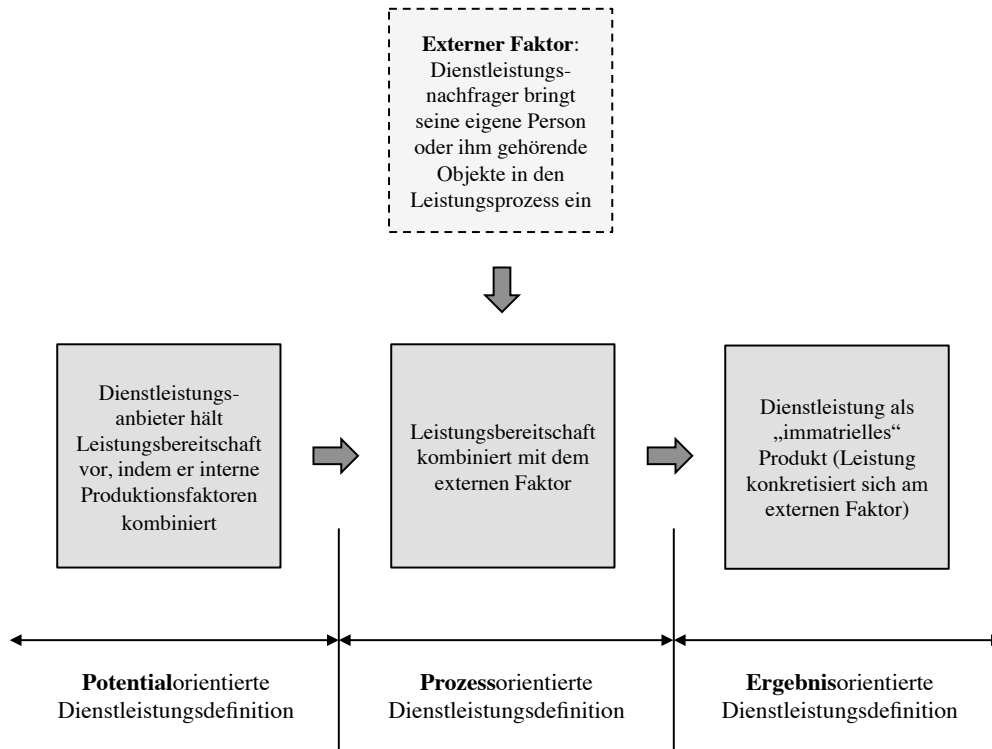 Externer Faktor:
Dienstleistungs-
nachfrager bringt
seine eigene Person
oder ihm gehörende
Objekte in den
Leistungsprozess ein
Dienstleistungs-
anbieter hält
Leistungsbereitschaft
vor, indem er interne
Produktionsfaktoren
kombiniert
Leistungsbereitschaft
kombiniert mit dem
externen Faktor
Dienstleistung als
„immatrielles“
Produkt (Leistung
konkretisiert sich am
externen Faktor)
Potentialorientierte
Dienstleistungsdefinition
Prozessorientierte
Dienstleistungsdefinition
Ergebnisorientierte
Dienstleistungsdefinition